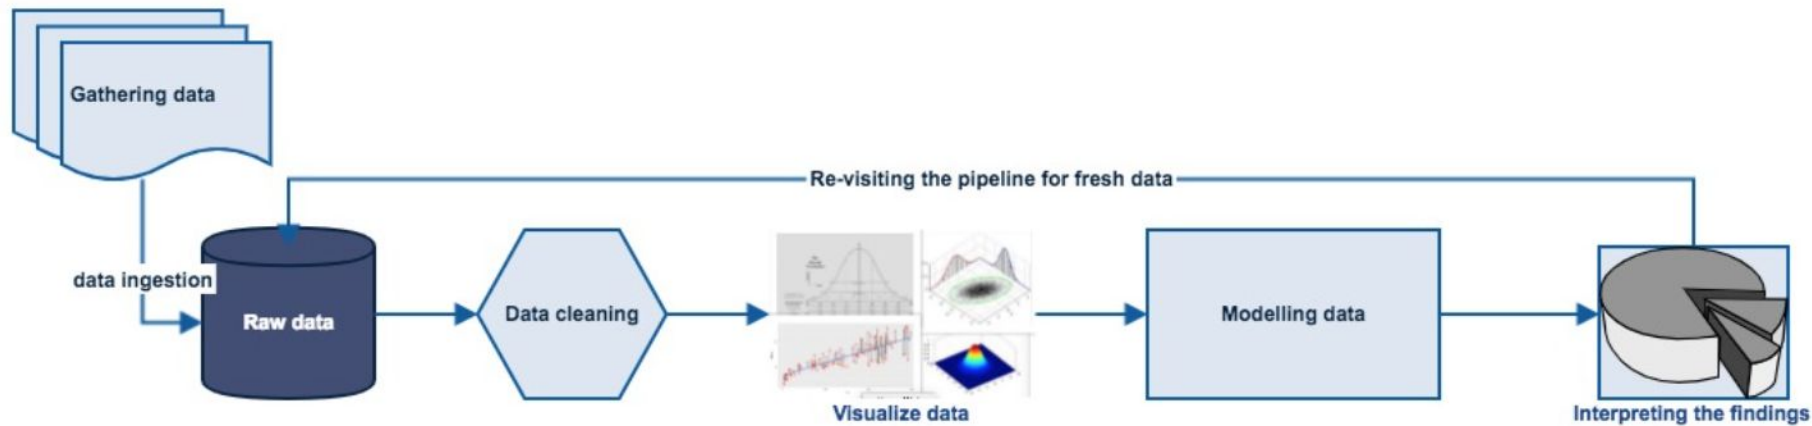 Gathering data
Re-visiting the pipeline for fresh data
data ingestion
Raw data
Data cleaning
Modelling data
Visualize data
Interpreting the findings